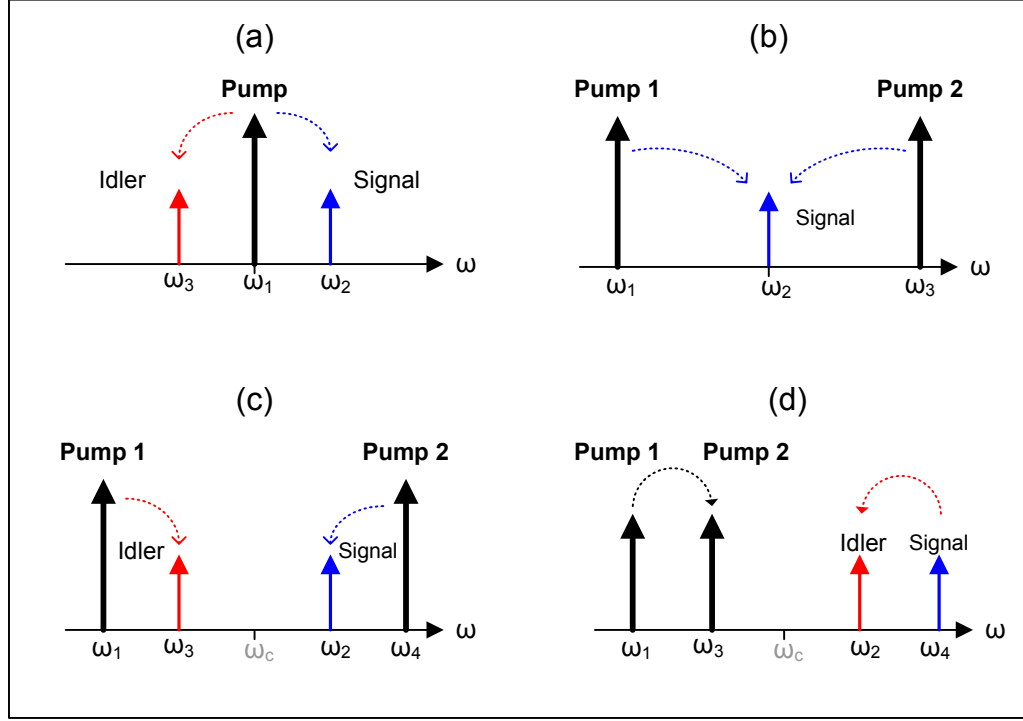 (a)
Pump
Idler
Signal
ω₃
ω₁
ω₂
ω
(b)
Pump 1
Pump 2
Signal
ω₁
ω₂
ω₃
ω
(c)
Pump 1
Pump 2
Idler
Signal
ω₁
ω₃
ωc
ω₂
ω₄
ω
(d)
Pump 1
Pump 2
Idler
Signal
ω₁
ω₃
ωc
ω₂
ω₄
ω